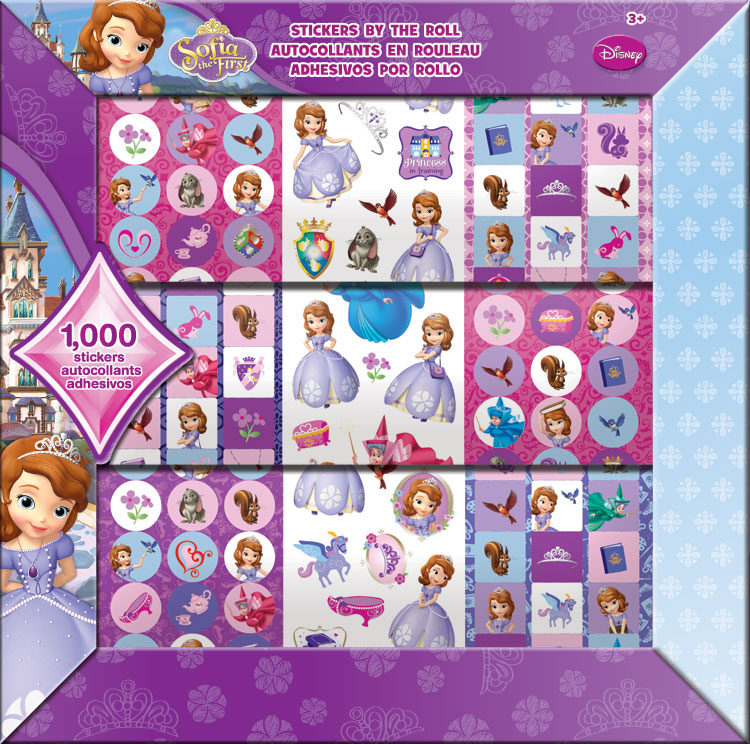 Sofia
the First
STICKERS BY THE ROLL
AUTOCOLLANTS EN ROULEAU
ADHESIVOS POR ROLLO
3+
Disney
Princess
in Training
1,000
stickers
autocollants
adhesivos